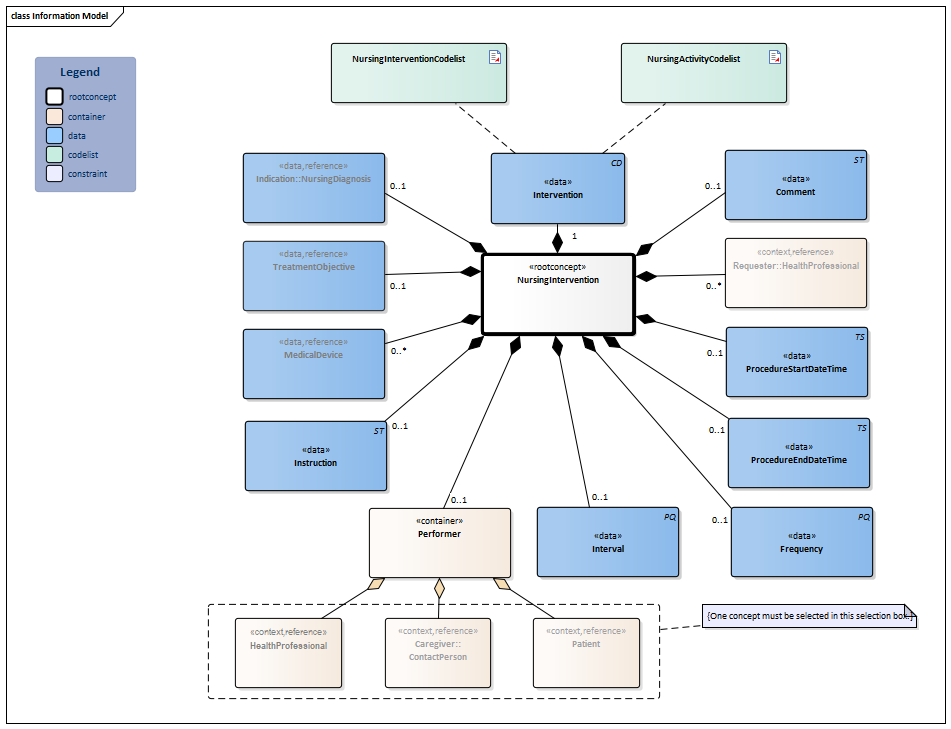 class Information Model
Legend
rootconcept
container
data
codelist
constraint
NursingInterventionCodelist
NursingActivityCodelist
«data,reference»
Indication::NursingDiagnosis
0..1
CD
«data»
Intervention
1
ST
«data»
Comment
0..1
«data,reference»
TreatmentObjective
0..1
«rootconcept»
NursingIntervention
«context,reference»
Requester::HealthProfessional
0..*
«data,reference»
MedicalDevice
0..*
TS
«data»
ProcedureStartDateTime
0..1
ST
«data»
Instruction
0..1
TS
«data»
ProcedureEndDateTime
0..1
«container»
Performer
0..1
PQ
«data»
Interval
0..1
PQ
«data»
Frequency
0..1
«context,reference»
HealthProfessional
«context,reference»
Caregiver::
ContactPerson
«context,reference»
Patient
{One concept must be selected in this selection box.}